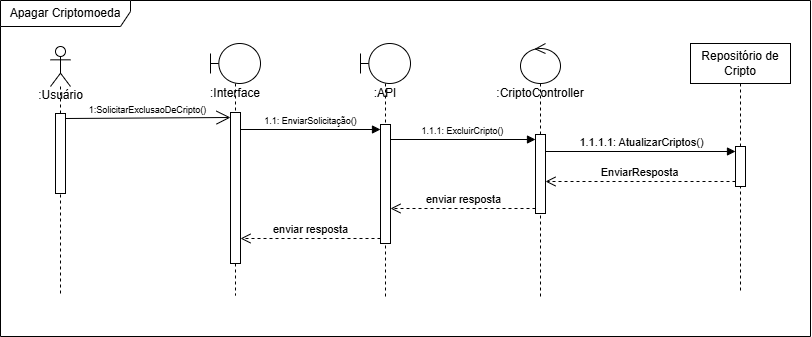 Apagar Criptomoeda
:Usuário
:Interface
:API
:CriptoController
Repositório de
Cripto
1:SolicitarExclusaoDeCripto()
1.1: EnviarSolicitação()
1.1.1: ExcluirCripto()
1.1.1.1: AtualizarCriptos()
EnviarResposta
enviar resposta
enviar resposta